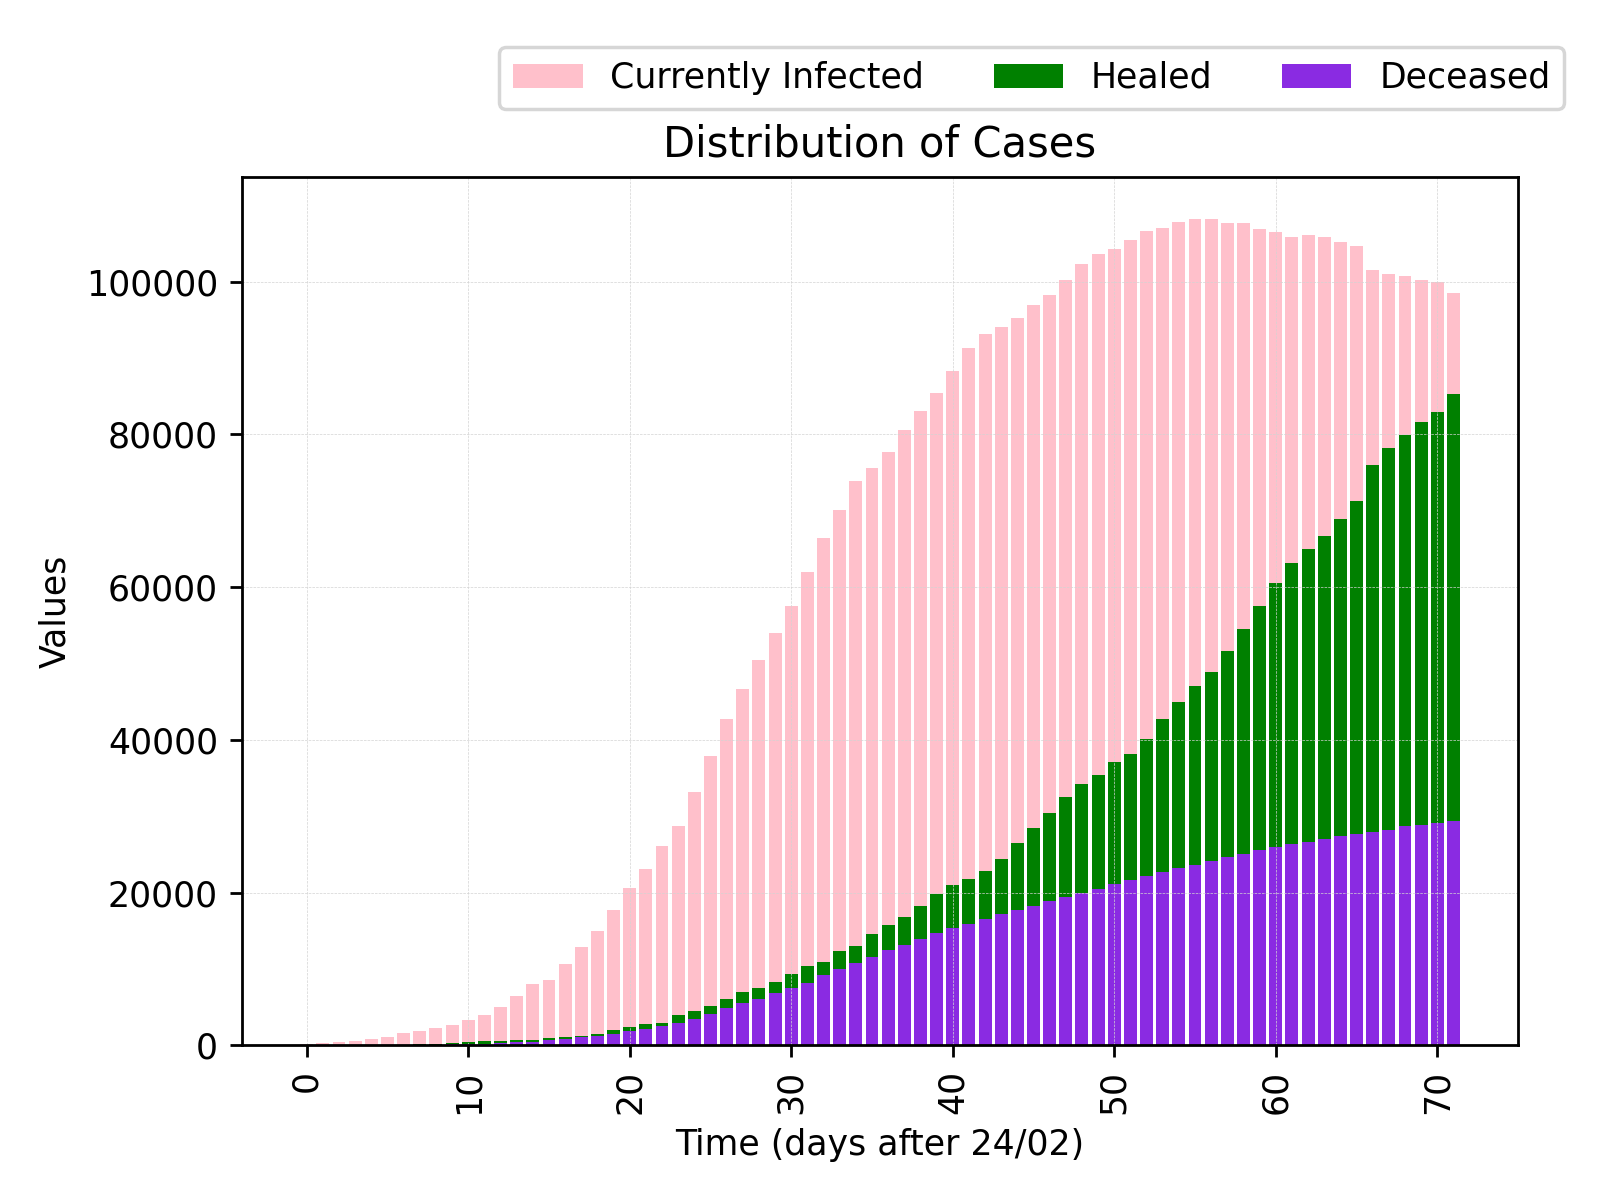 Currently Infected Healed Deceased
Distribution of Cases
Values
100000
80000
60000
40000
20000
0
0 10 20 30 40 50 60 70
Time (days after 24/02)